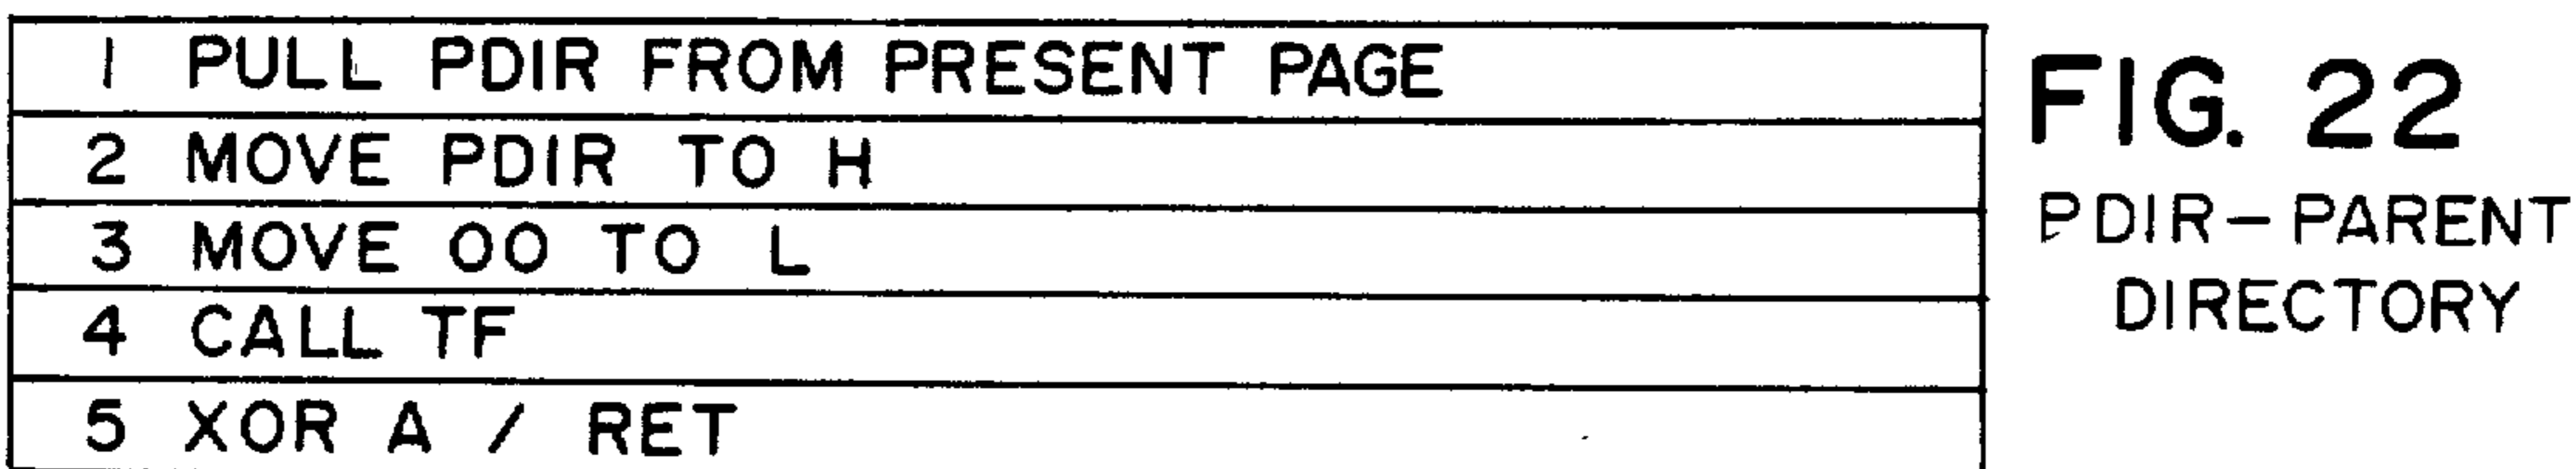 1 PULL PDIR FROM PRESENT PAGE
2 MOVE PDIR TO H
3 MOVE 00 TO L
4 CALL TF
5 XOR A / RET
FIG. 22
PDIR-PARENT
DIRECTORY